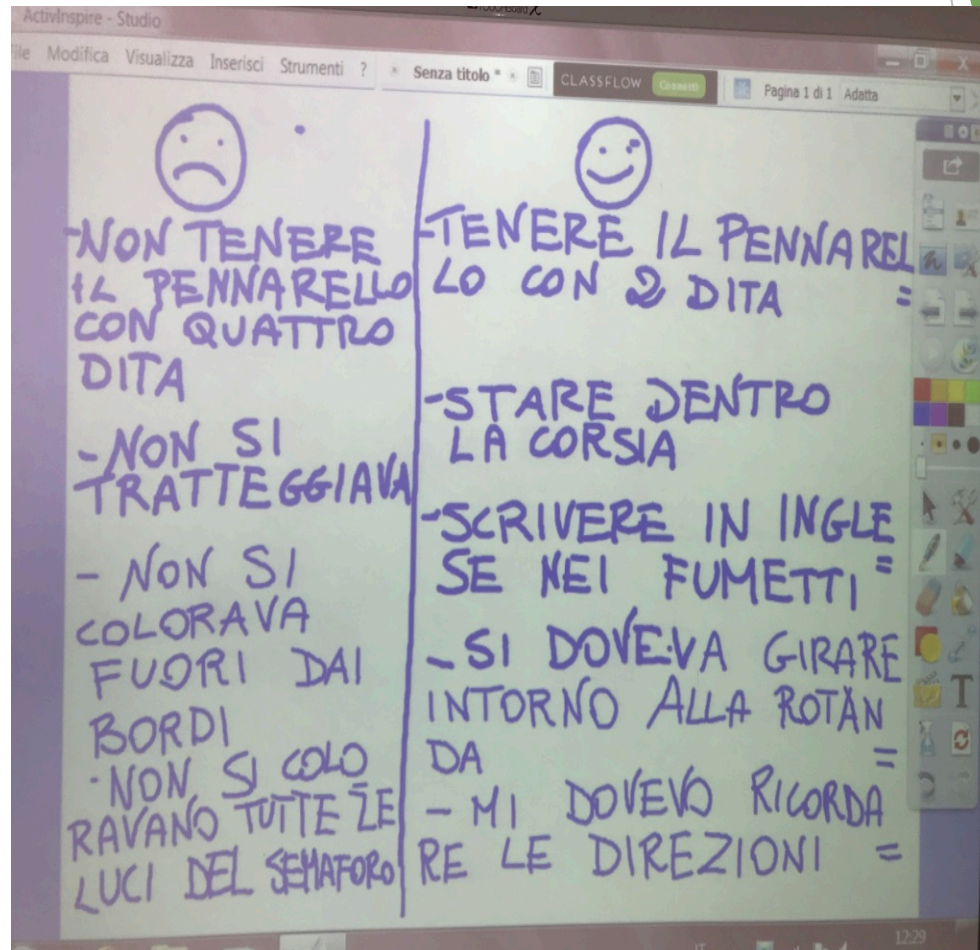 ActivInspire - Studio
Modifica Visualizza Inserisci Strumenti ? Senza titolo * CLASSFLOW Connetti Pagina 1 di 1 Adatta
-NON TENERE
IL PENNARELLO
CON QUATTRO
DITA
- NON SI
TRATTEGGIAVA
- NON SI
COLORAVA
FUORI DAI
BORDI
- NON SI COLO
RAVANO TUTTE LE
LUCI DEL SEMAFORO
-TENERE IL PENNAREL
LO CON 2 DITA =
-STARE DENTRO
LA CORSIA
-SCRIVERE IN INGLE
SE NEI FUMETTI =
- SI DOVEVA GIRARE
INTORNO ALLA ROTAN
DA =
- MI DOVEVO RICORDA
RE LE DIREZIONI =
T
IT
12:29